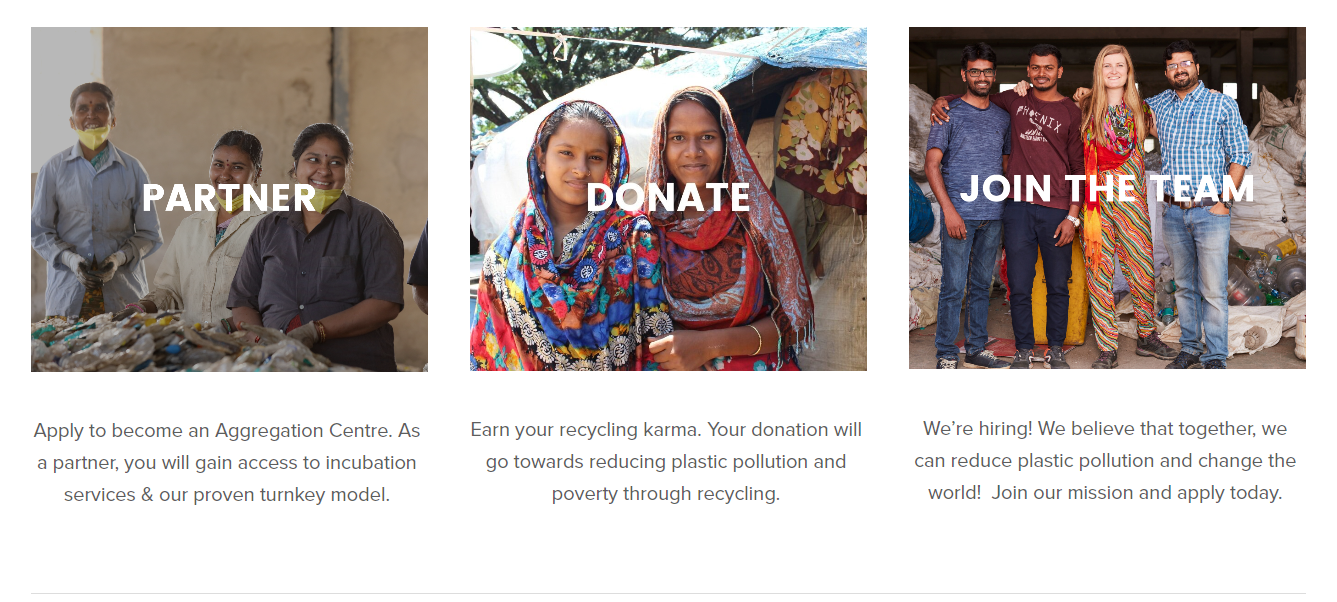 PARTNER
Apply to become an Aggregation Centre. As
a partner, you will gain access to incubation
services & our proven turnkey model.
DONATE
Earn your recycling karma. Your donation will
go towards reducing plastic pollution and
poverty through recycling.
JOIN THE TEAM
PHOENIX
We’re hiring! We believe that together, we
can reduce plastic pollution and change the
world!  Join our mission and apply today.